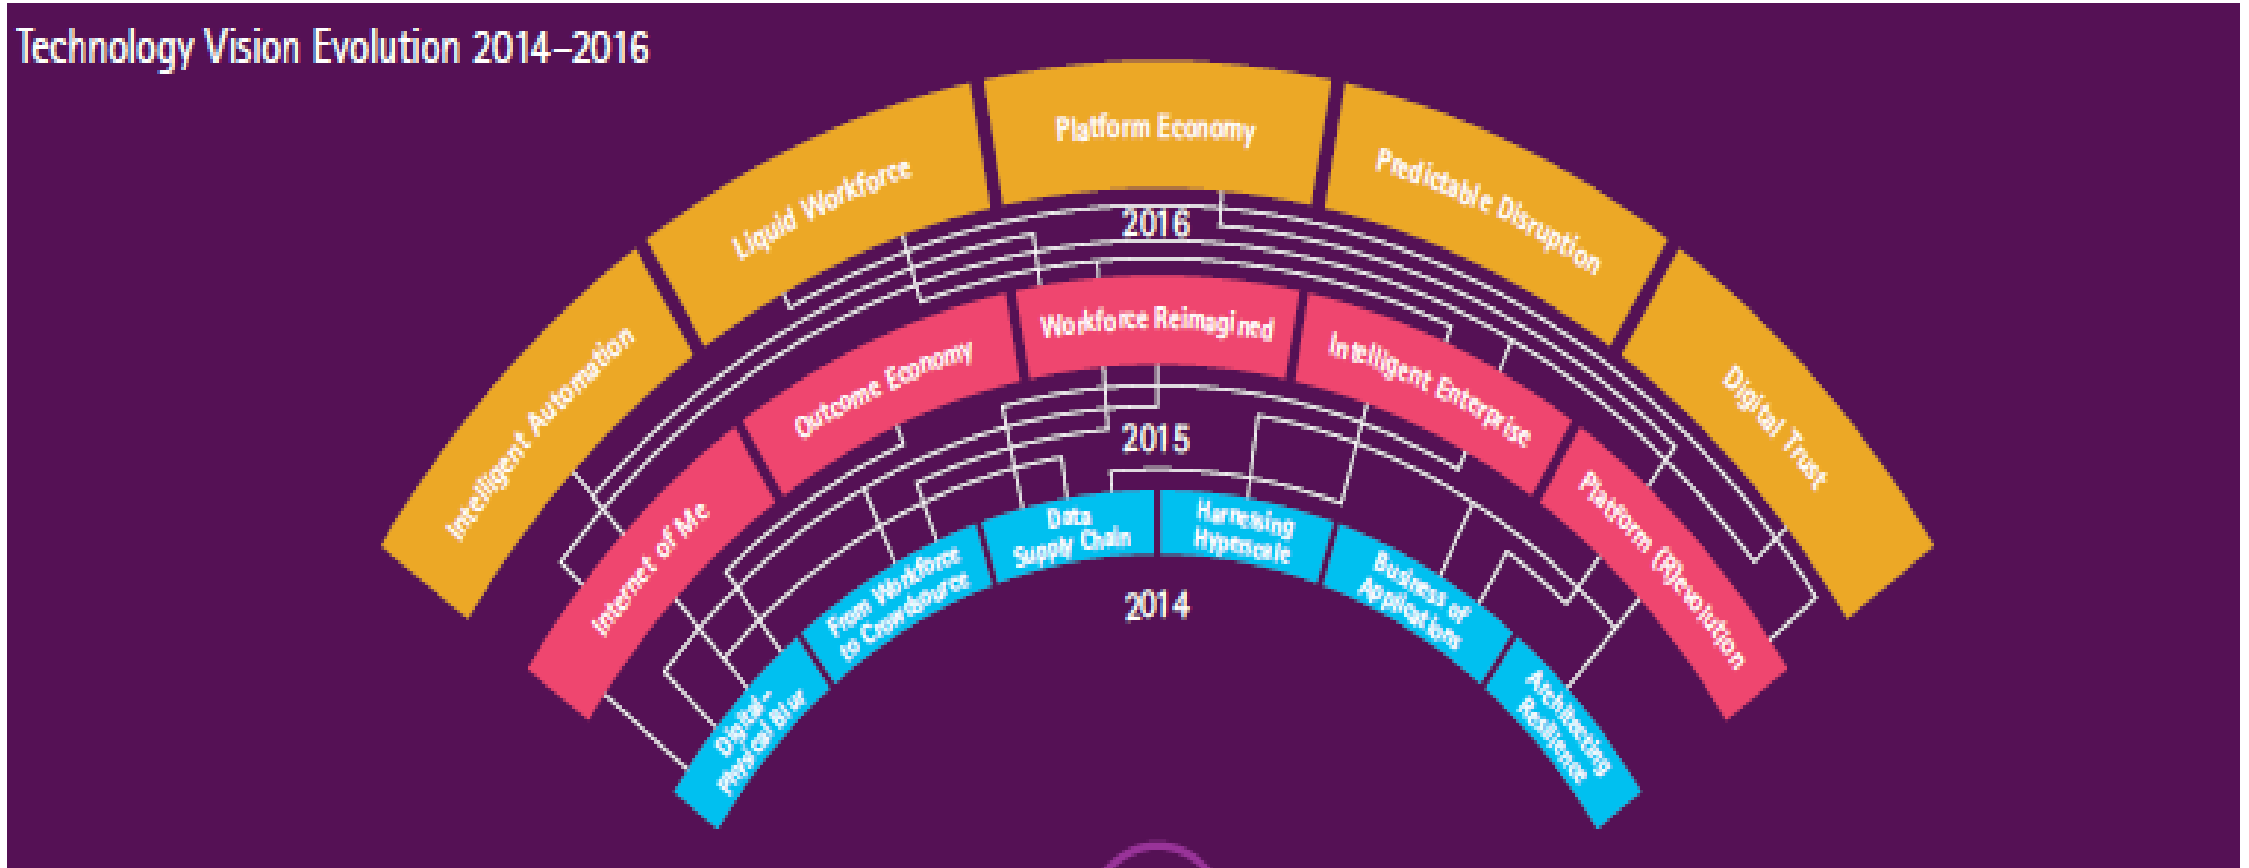 Technology Vision Evolution 2014–2016
Intelligent Automation
Liquid Workforce
Platform Economy
Predictable Disruption
Digital Trust
2016
Internet of Me
Outcome Economy
Workforce Reimagined
Intelligent Enterprise
Platform (R)evolution
2015
Digital–
Physical Blur
From Workforce
to Crowdsource
Data
Supply Chain
Harnessing
Hyperscale
Business of
Applications
Architecting
Resilience
2014